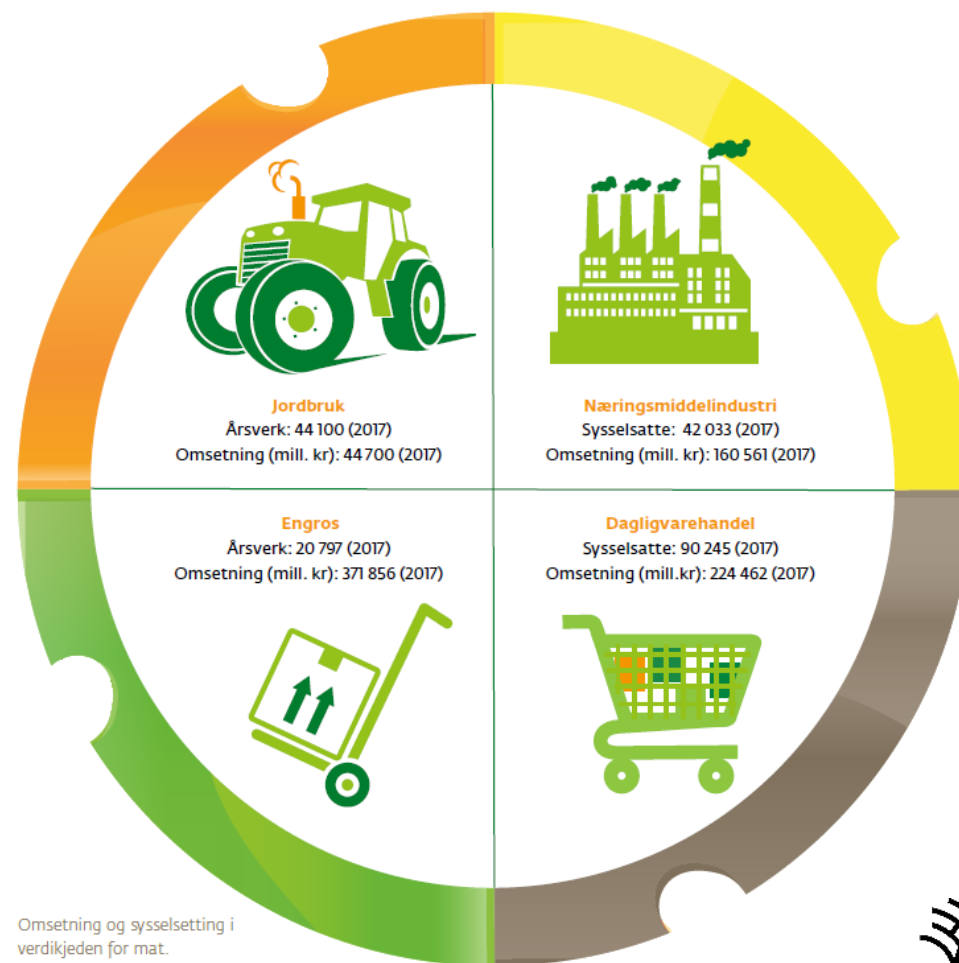 Jordbruk
Årsverk: 44 100 (2017)
Omsetning (mill. kr): 44 700 (2017)
Næringsmiddelindustri
Sysselsatte: 42 033 (2017)
Omsetning (mill. kr): 160 561 (2017)
Engros
Årsverk: 20 797 (2017)
Omsetning (mill. kr): 371 856 (2017)
Dagligvarehandel
Sysselsatte: 90 245 (2017)
Omsetning (mill.kr): 224 462 (2017)
Omsetning og sysselsetting i
verdikjeden for mat.